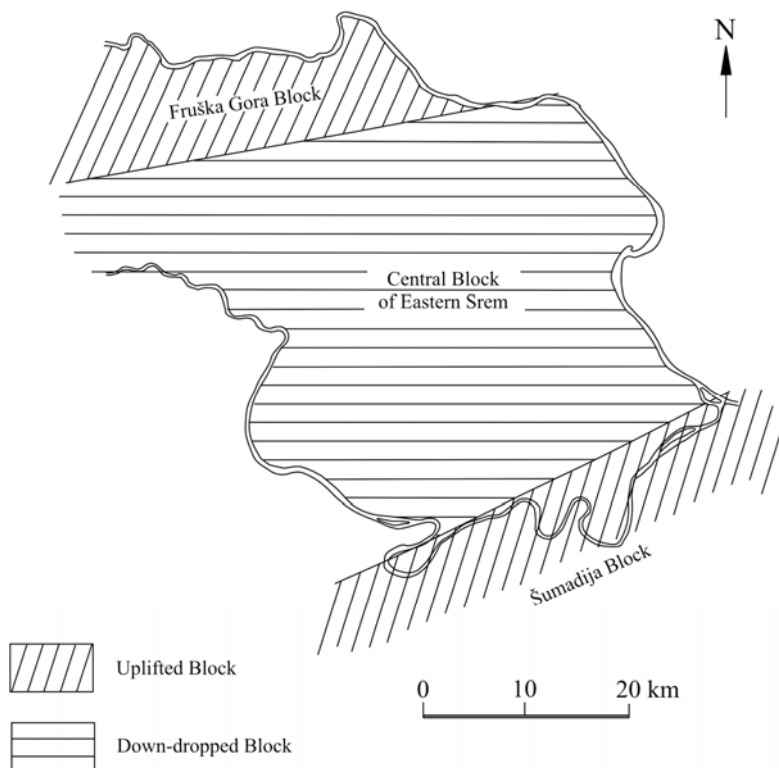 N
Fruška Gora Block
Central Block
of Eastern Srem
Šumadija Block
Uplifted Block
0 10 20 km
Down-dropped Block